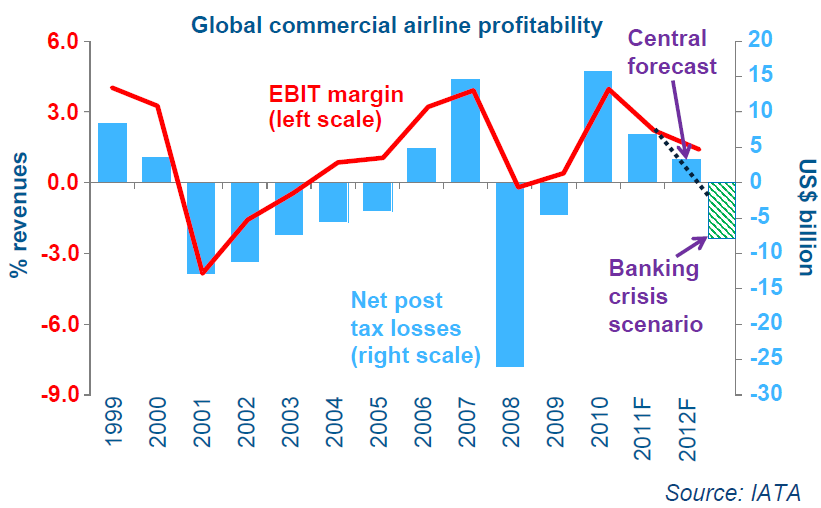 Global commercial airline profitability
6.0
3.0
0.0
-3.0
-6.0
-9.0
% revenues
EBIT margin
(left scale)
Net post
tax losses
(right scale)
Central
forecast
Banking
crisis
scenario
20
15
10
5
0
-5
-10
-15
-20
-25
-30
US$ billion
1999
2000
2001
2002
2003
2004
2005
2006
2007
2008
2009
2010
2011F
2012F
Source: IATA